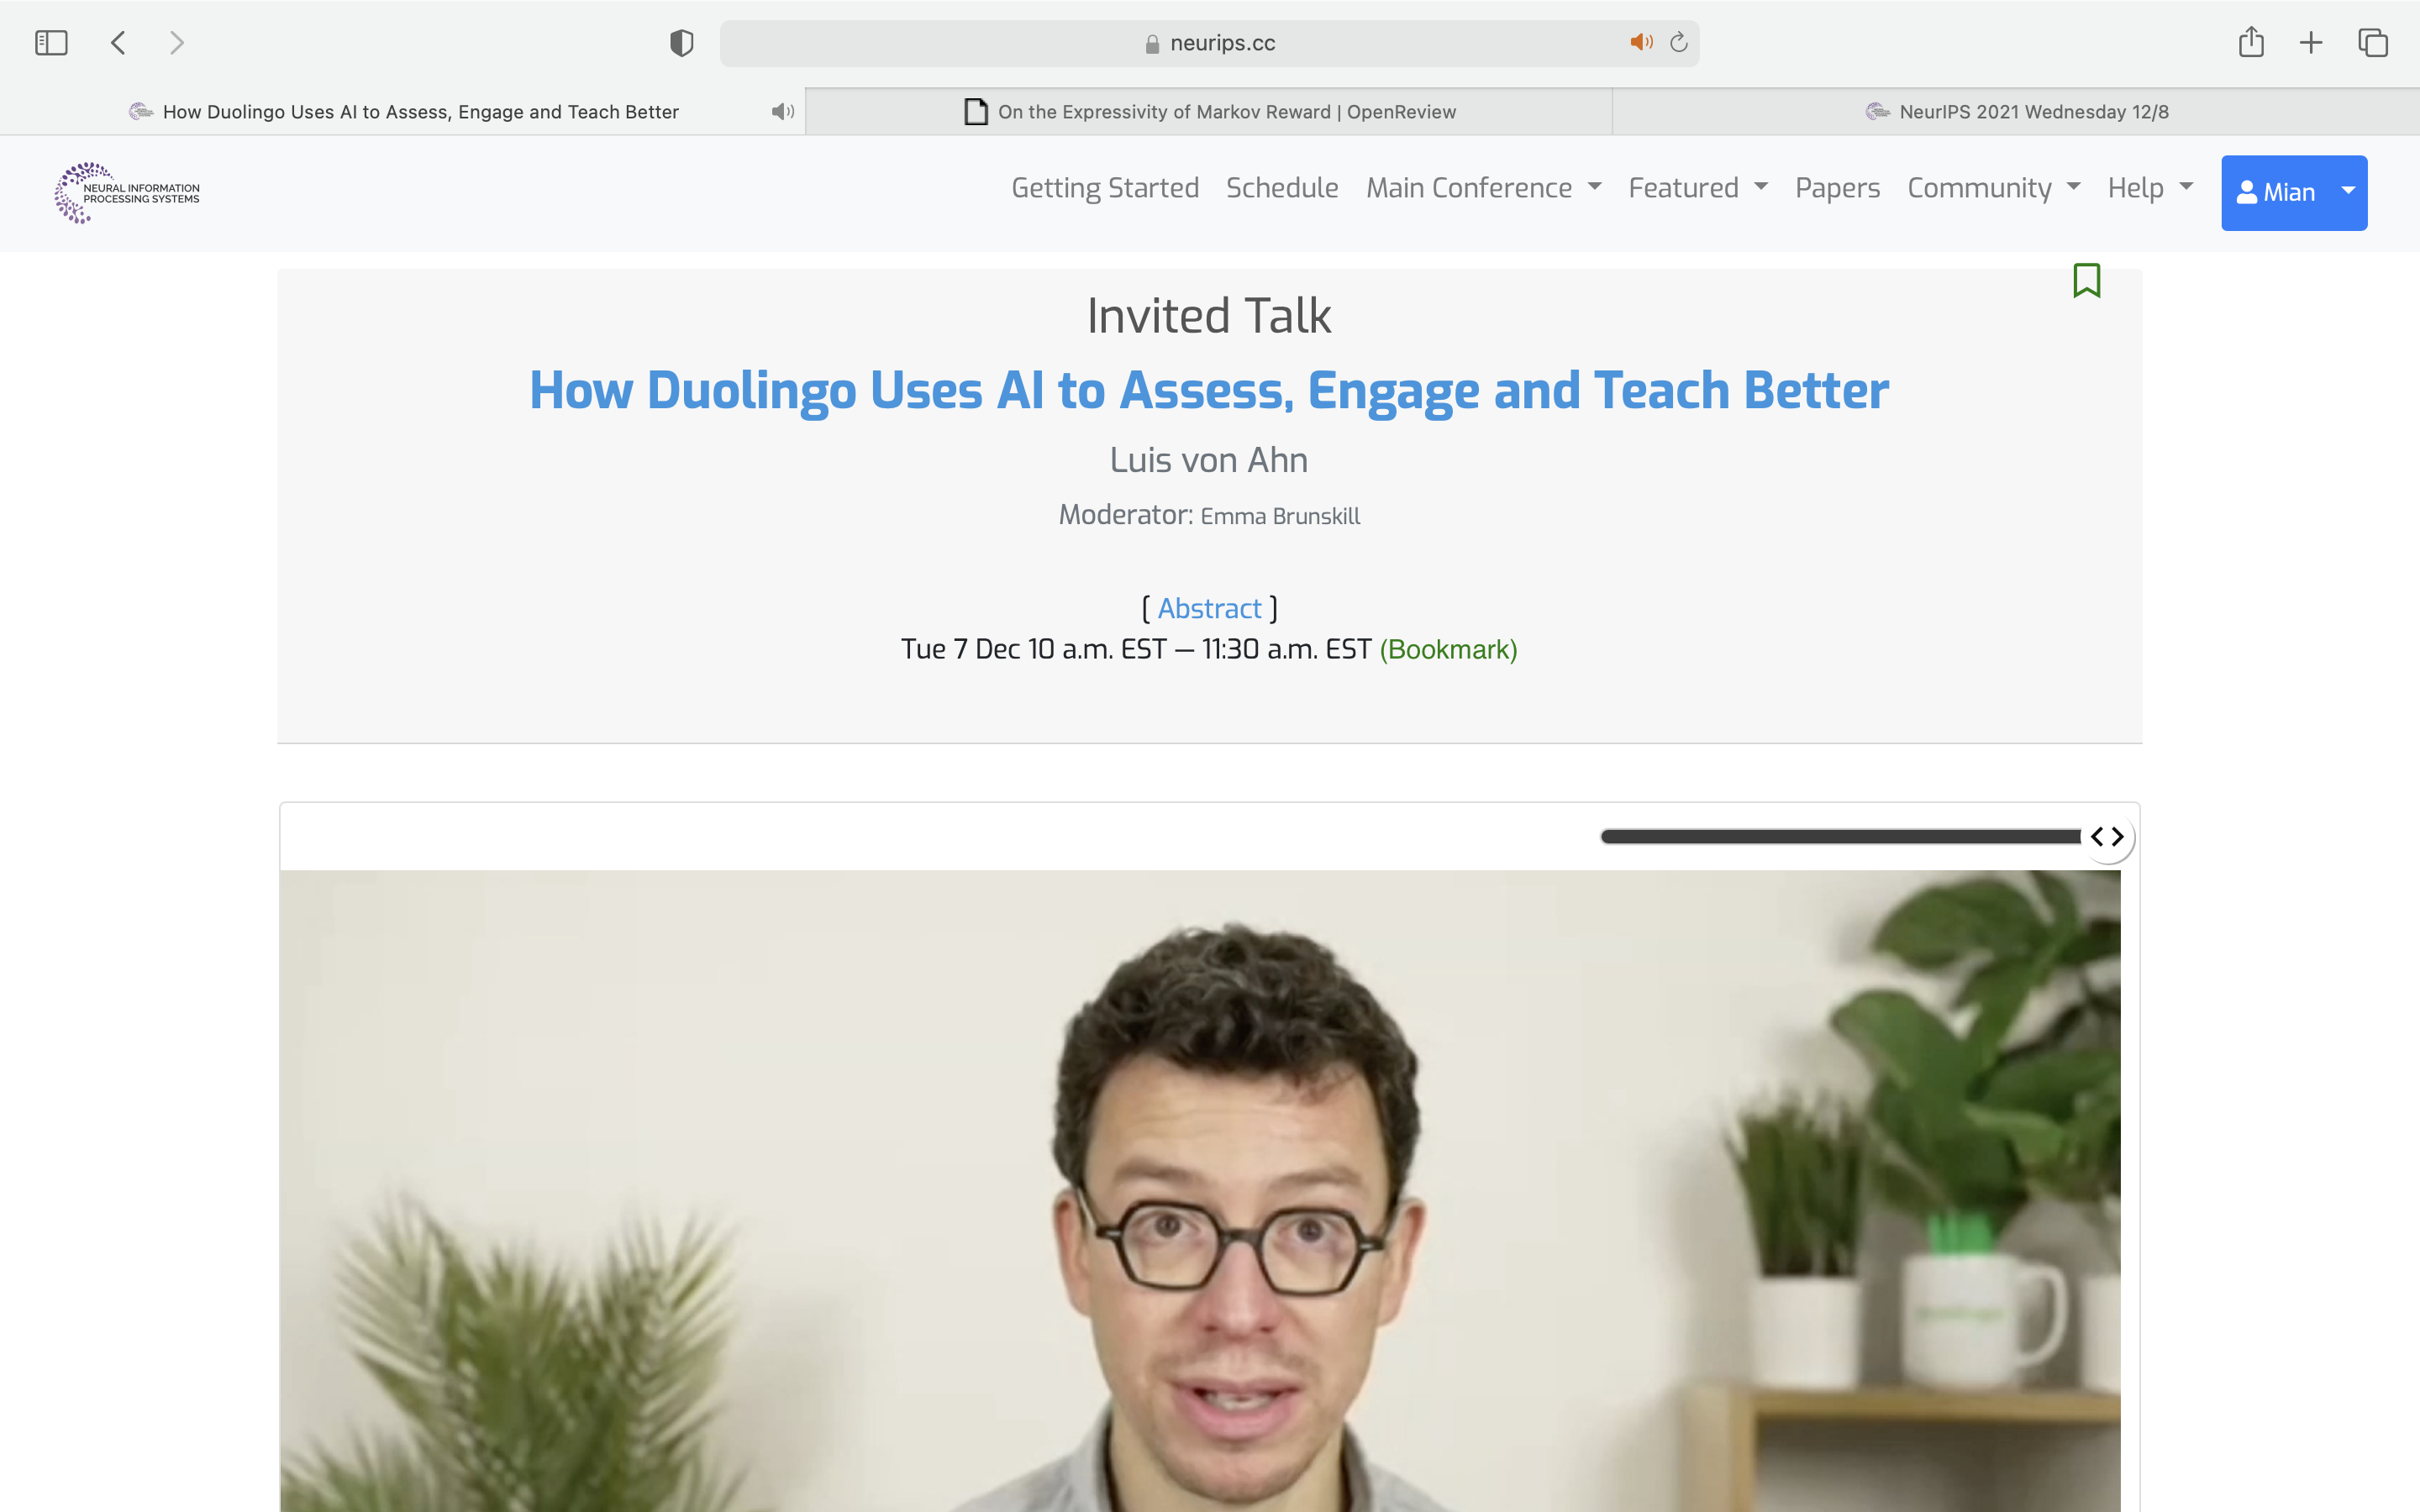 neurips.cc
How Duolingo Uses AI to Assess, Engage and Teach Better
On the Expressivity of Markov Reward | OpenReview
NeurIPS 2021 Wednesday 12/8
NEURAL INFORMATION
PROCESSING SYSTEMS
Getting Started Schedule Main Conference Featured Papers Community Help Mian
Invited Talk
How Duolingo Uses AI to Assess, Engage and Teach Better
Luis von Ahn
Moderator: Emma Brunskill
[ Abstract ]
Tue 7 Dec 10 a.m. EST — 11:30 a.m. EST (Bookmark)